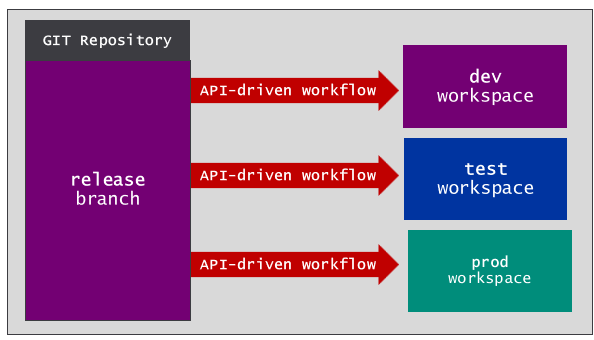 GIT Repository
release
branch
API-driven workflow
dev
workspace
API-driven workflow
test
workspace
API-driven workflow
prod
workspace